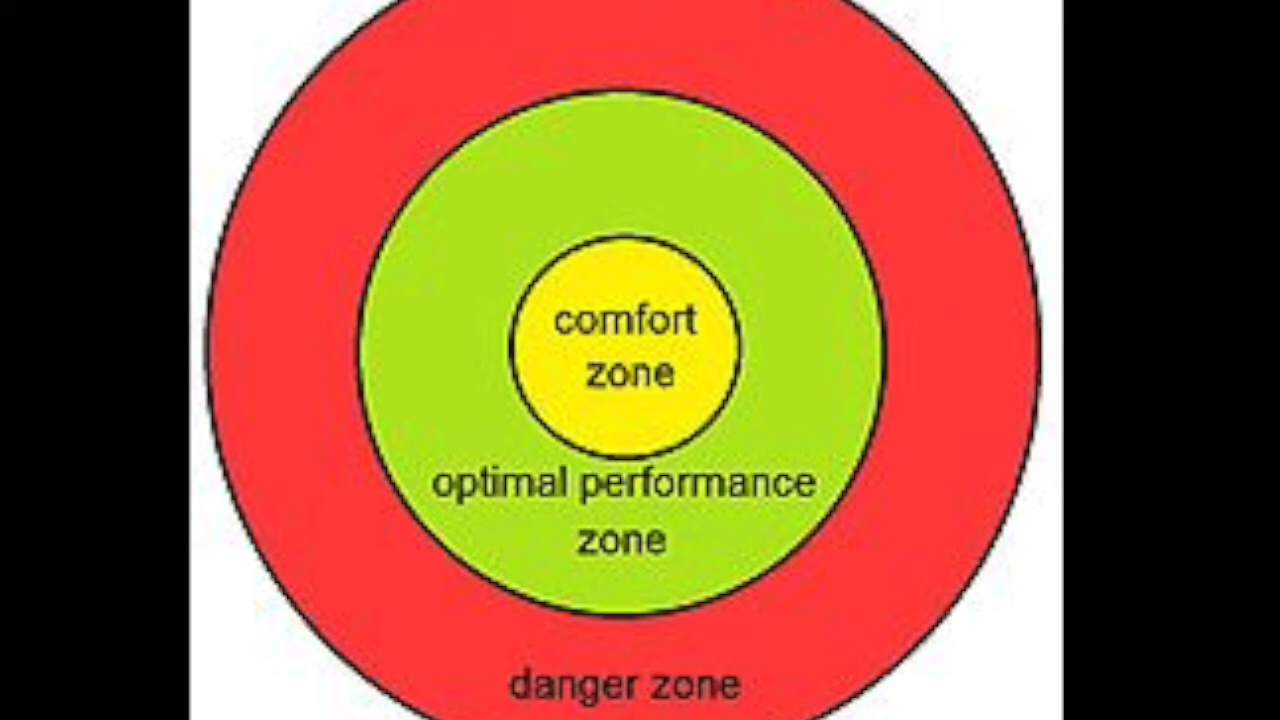 comfort
zone
optimal performance
zone
danger zone